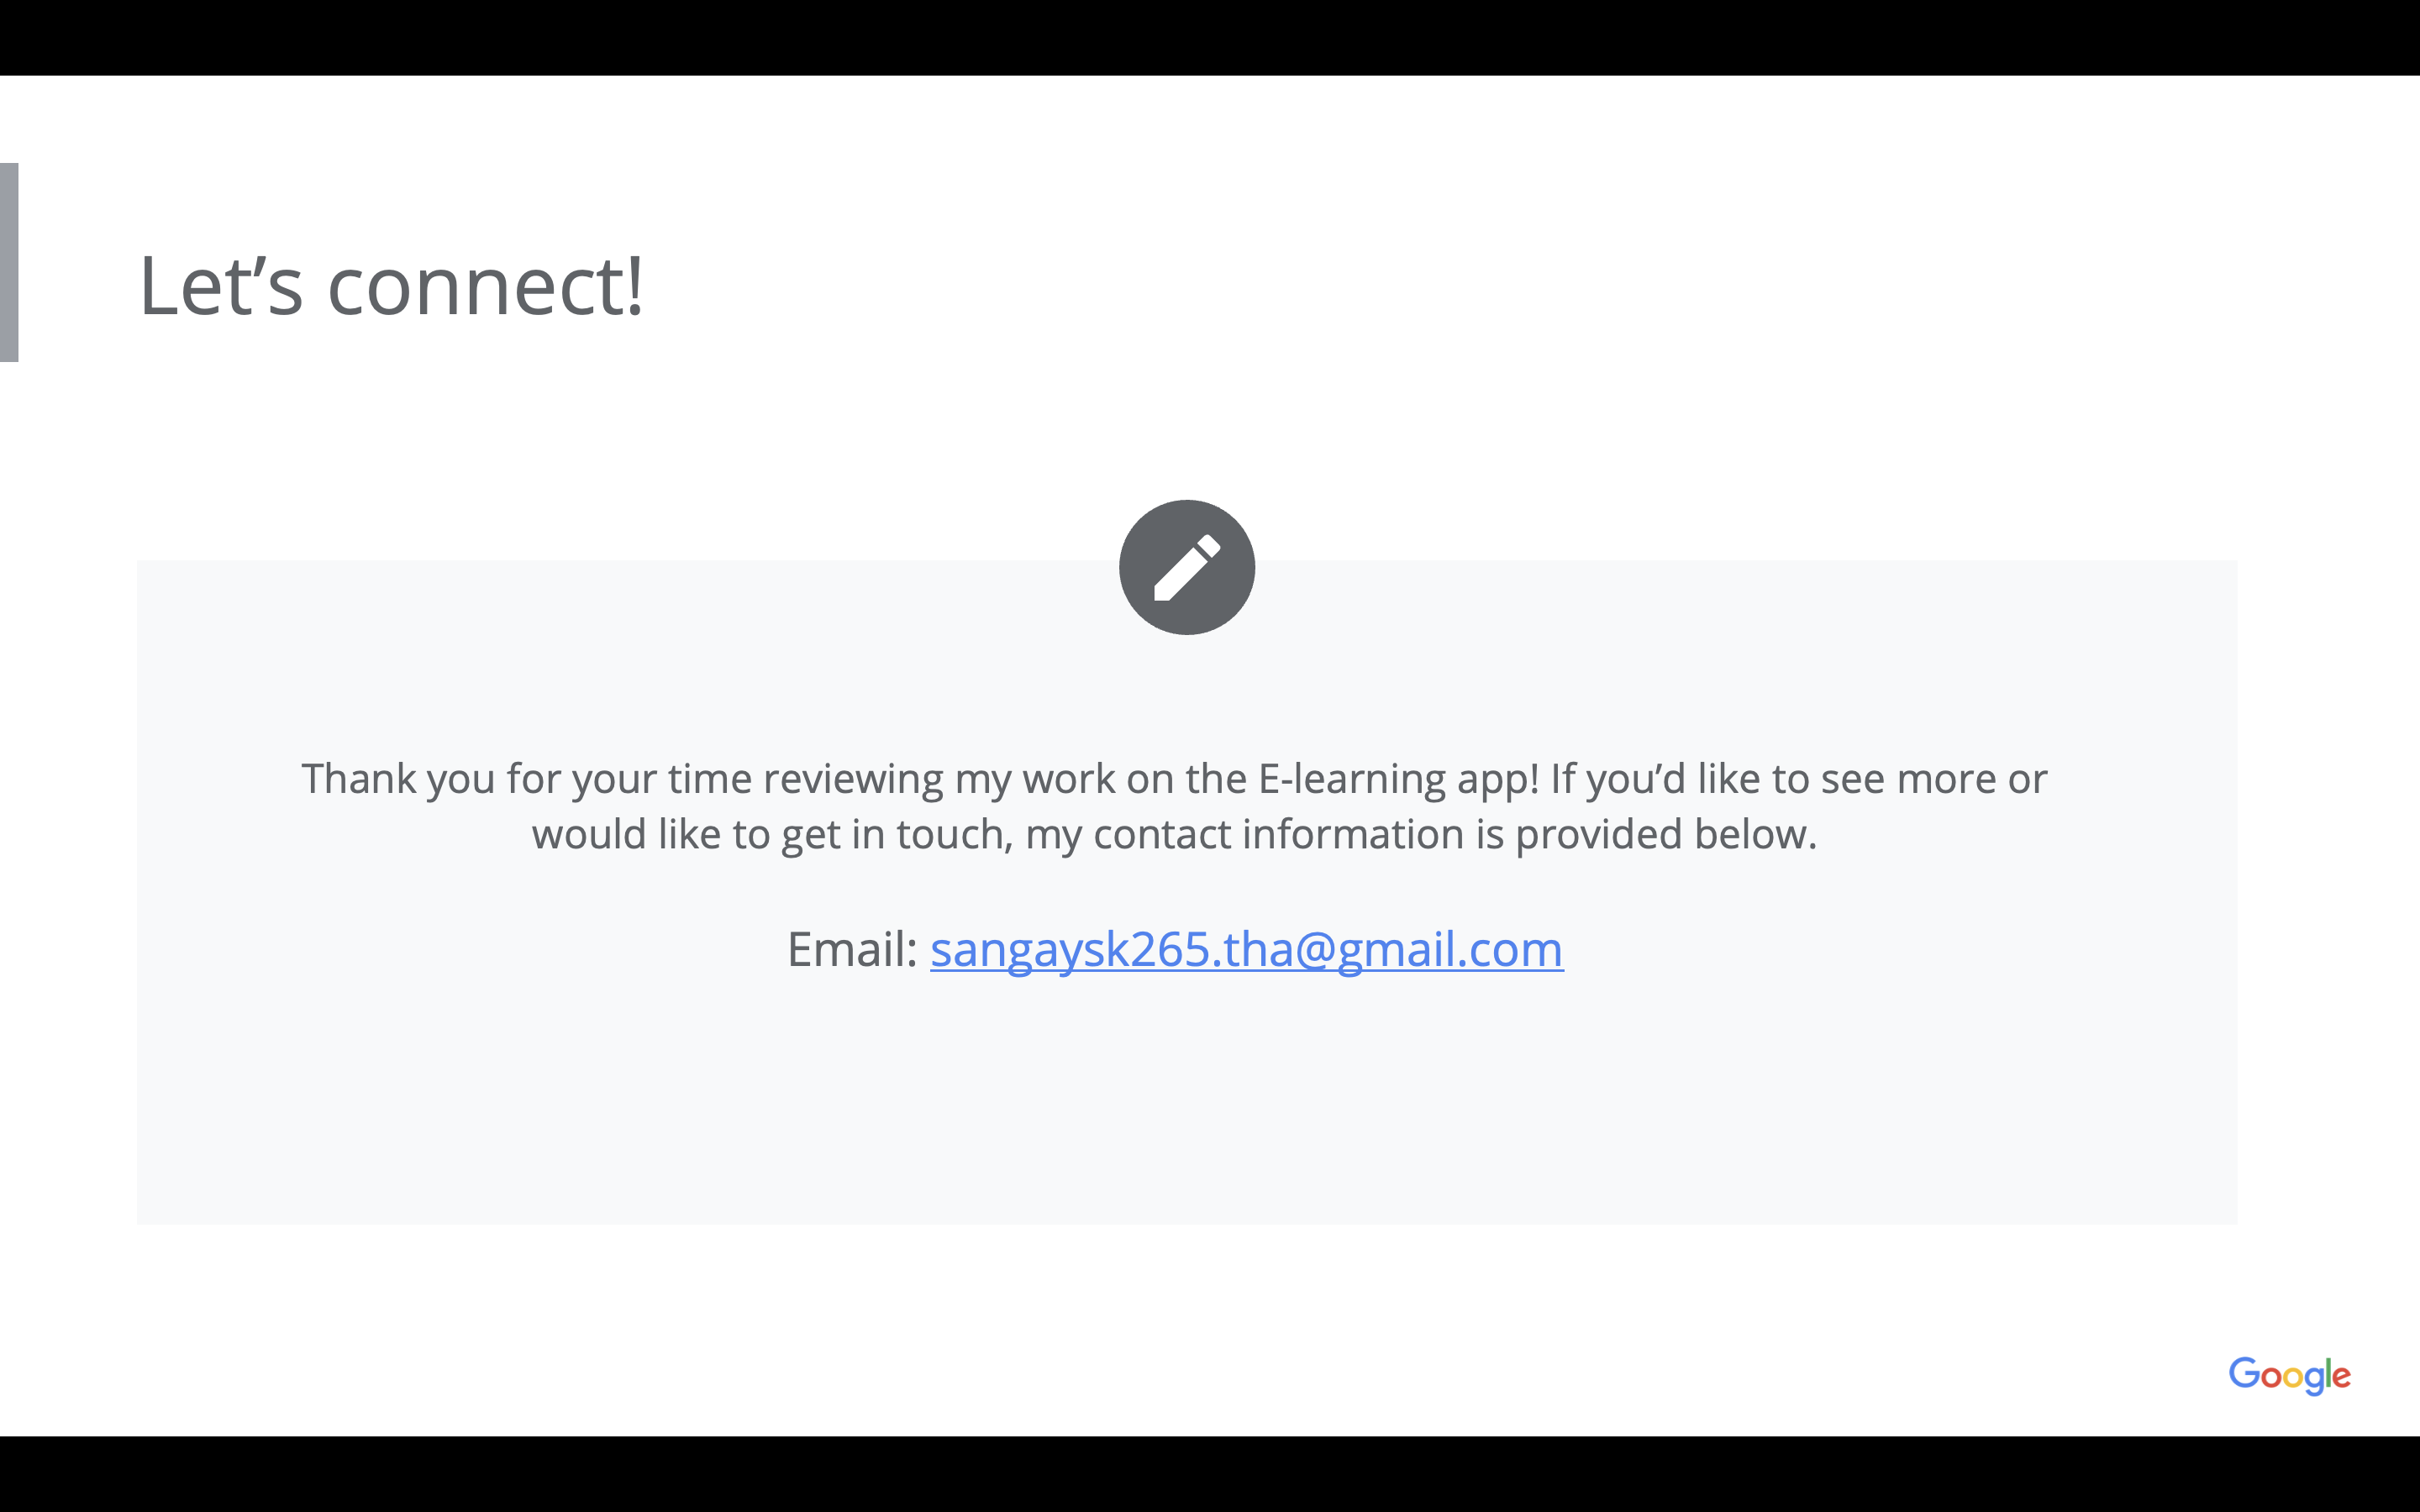 Let’s connect!
Thank you for your time reviewing my work on the E-learning app! If you’d like to see more or
would like to get in touch, my contact information is provided below.
Email: sangaysk265.tha@gmail.com
Google